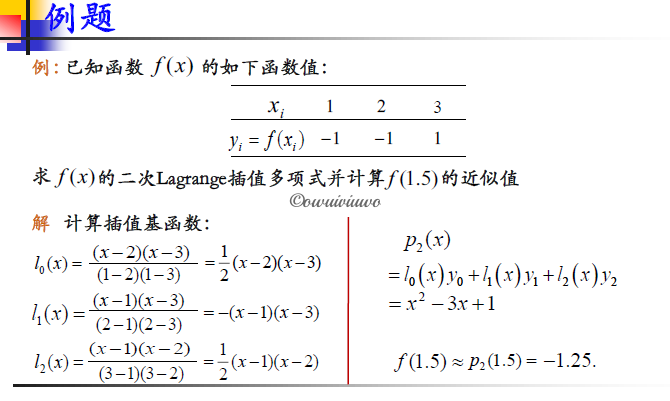 例题
例：已知函数 f(x) 的如下函数值：
x_i 1 2 3
y_i = f(x_i) -1 -1 1
求 f(x)的二次Lagrange插值多项式并计算f(1.5)的近似值
©owuiviuwo
解 计算插值基函数：
l_0(x) = \frac{(x-2)(x-3)}{(1-2)(1-3)} = \frac{1}{2}(x-2)(x-3)
l_1(x) = \frac{(x-1)(x-3)}{(2-1)(2-3)} = -(x-1)(x-3)
l_2(x) = \frac{(x-1)(x-2)}{(3-1)(3-2)} = \frac{1}{2}(x-1)(x-2)
p_2(x)
= l_0(x)y_0 + l_1(x)y_1 + l_2(x)y_2
= x^2 - 3x + 1
f(1.5) ≈ p_2(1.5) = -1.25.